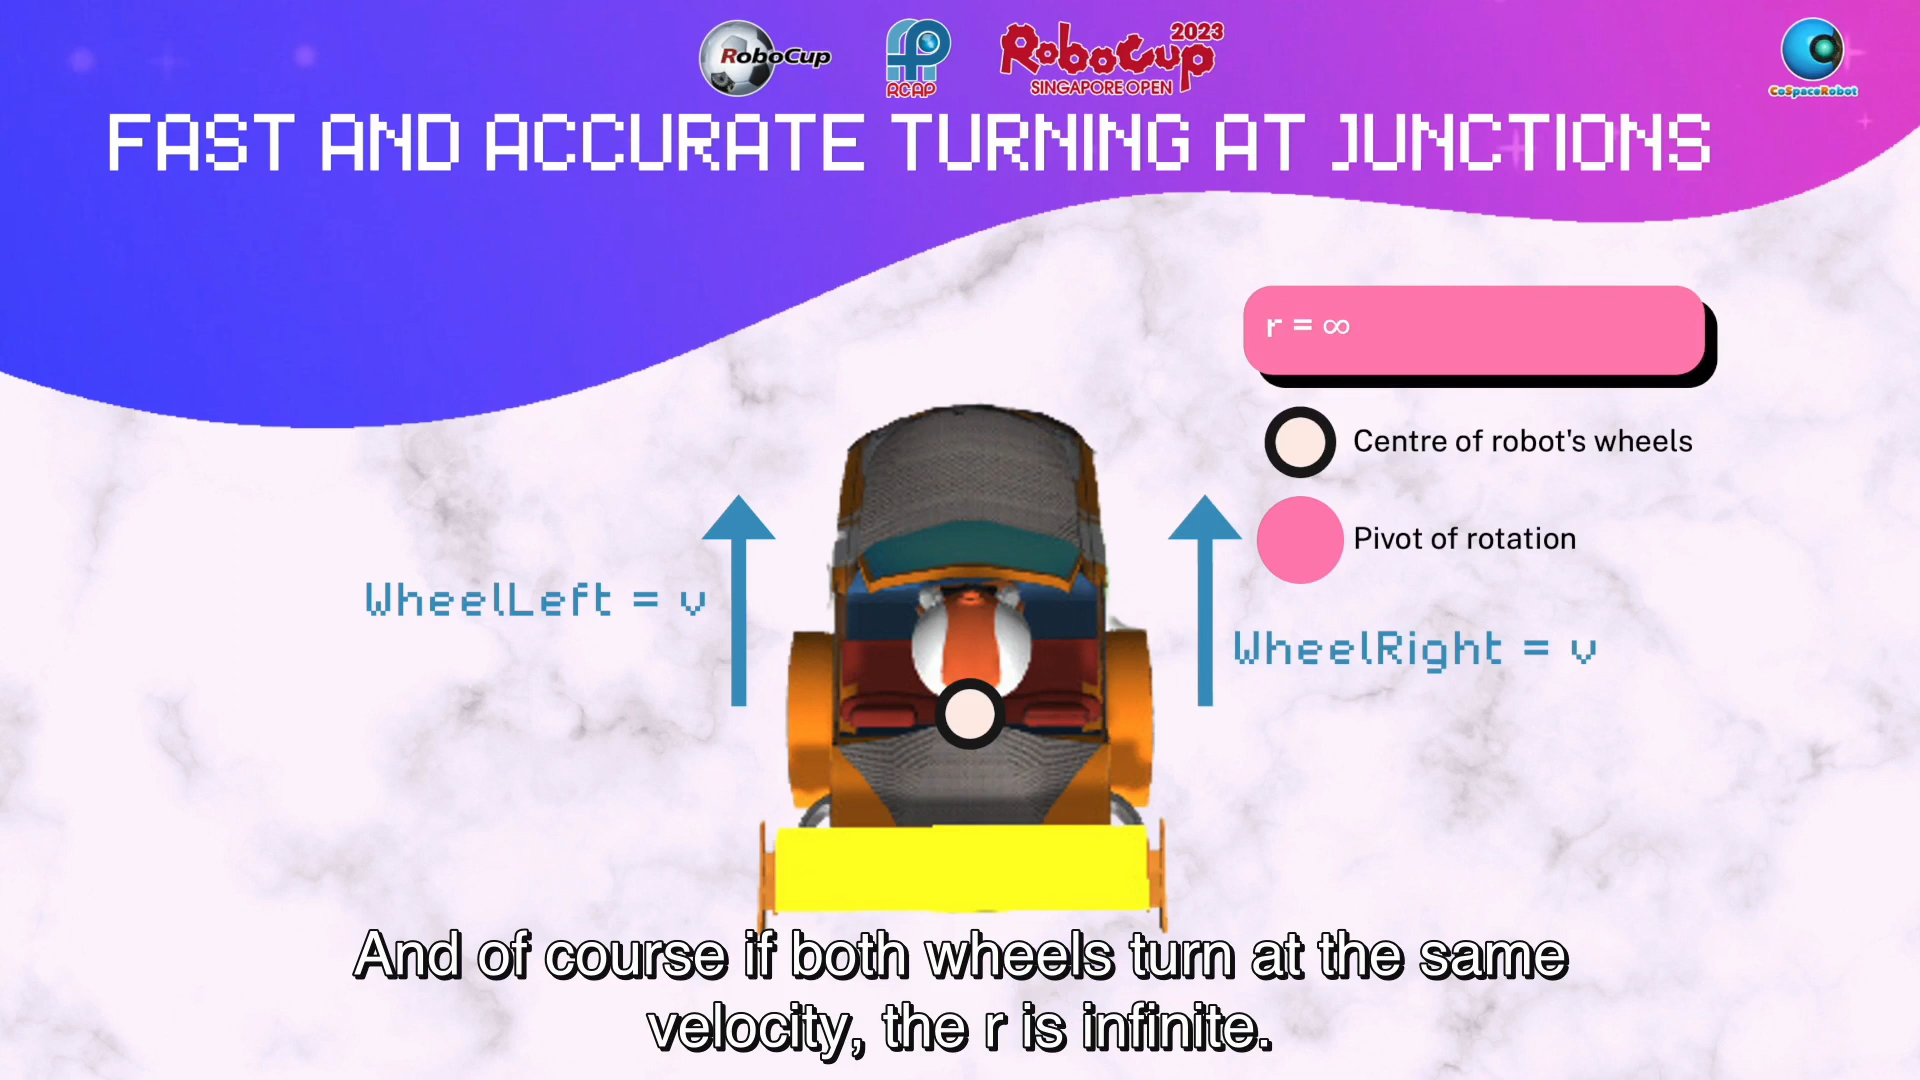 RoboCup
RCAP
RoboCup 2023
SINGAPORE OPEN
CoSpaceRobot
FAST AND ACCURATE TURNING AT JUNCTIONS
r = ∞
Centre of robot's wheels
Pivot of rotation
WheelLeft = v
WheelRight = v
And of course if both wheels turn at the same
velocity, the r is infinite.